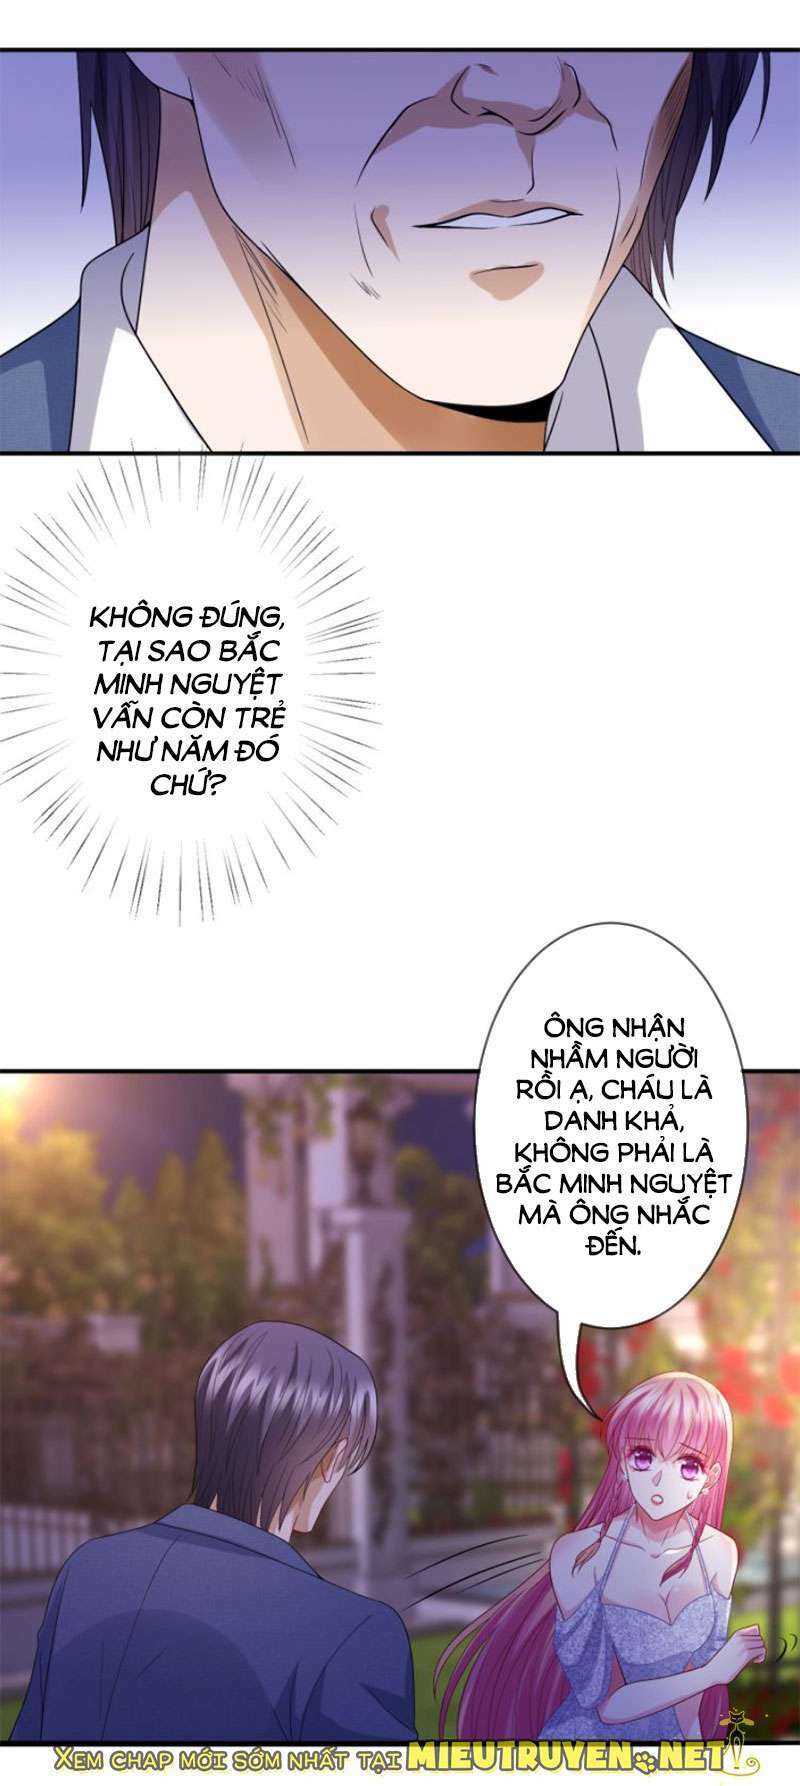 KHÔNG ĐÚNG,
TẠI SAO BẮC
MINH NGUYỆT
VẪN CÒN TRẺ
NHƯ NĂM ĐÓ
CHỨ?
ÔNG NHẬN
NHẦM NGƯỜI
RỒI Ạ, CHÁU LÀ
DANH KHẢ,
KHÔNG PHẢI LÀ
BẮC MINH NGUYỆT
MÀ ÔNG NHẮC
ĐẾN.
XEM CHAP MỚI SỚM NHẤT TẠI MIEUTRUYEN.NET